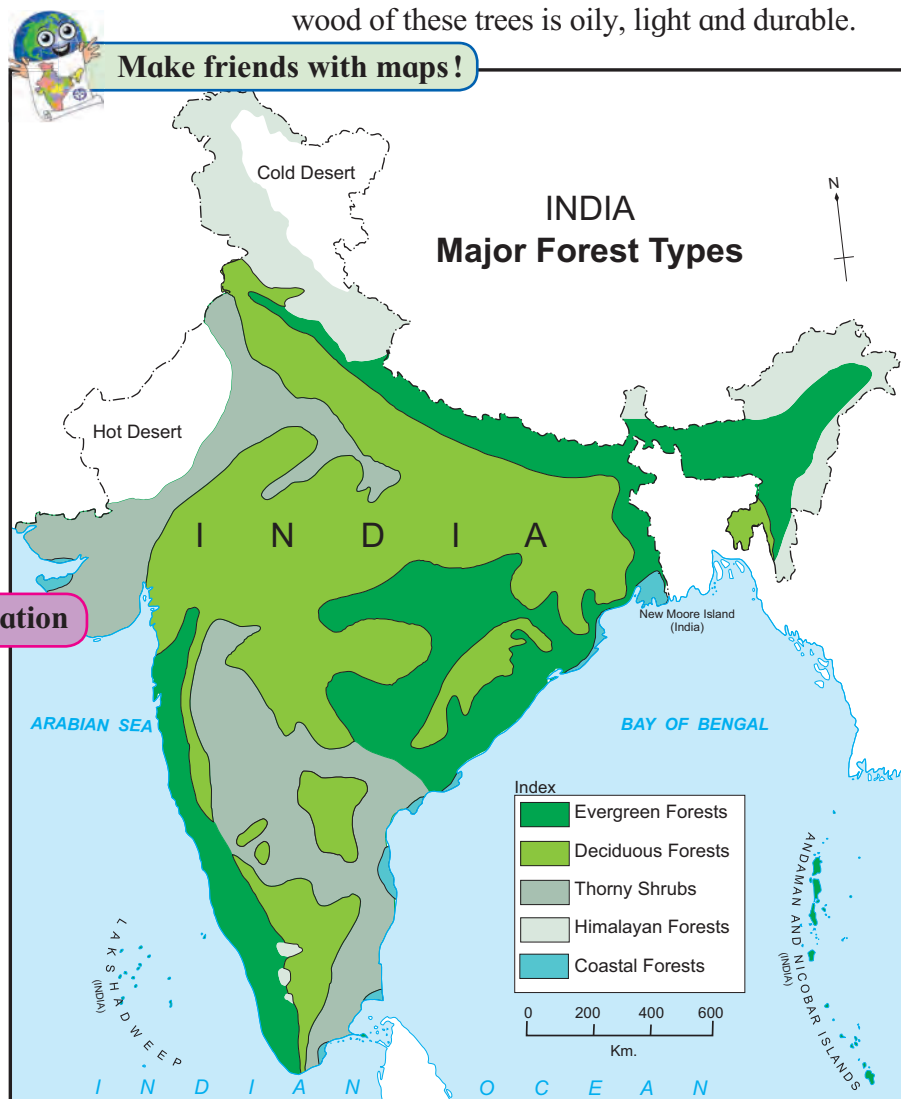 wood of these trees is oily, light and durable.
Make friends with maps!
Cold Desert
INDIA
Major Forest Types
N
Hot Desert
I N D I A
New Moore Island
(India)
ation
ARABIAN SEA
BAY OF BENGAL
Index
Evergreen Forests
Deciduous Forests
Thorny Shrubs
Himalayan Forests
Coastal Forests
0 200 400 600
Km.
LAKSHADWEEP
(INDIA)
ANDAMAN AND NICOBAR ISLANDS
(INDIA)
I N D I A N O C E A N